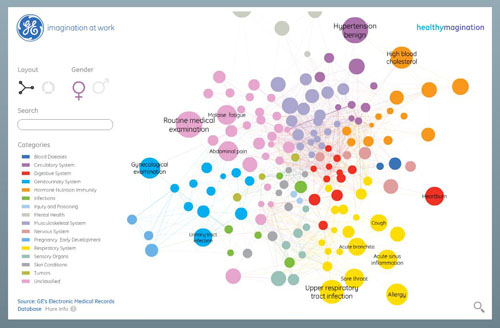 GE imagination at work
healthymagination
Layout Gender
Search
Categories
Blood Diseases
Circulatory System
Digestive System
Genitourinary System
Hormone Nutrition Immunity
Infections
Injury and Poisoning
Mental Health
Musculoskeletal System
Nervous System
Pregnancy, Early Development
Respiratory System
Sensory Organs
Skin Conditions
Tumors
Unclassified
Source: GE's Electronic Medical Records
Database. More Info ?
Hypertension
benign
High blood
cholesterol
Malaise fatigue
Routine medical
examination
Abdominal pain
Gynecological
examination
Heartburn
Urinary tract
infection
Cough
Acute bronchitis
Acute sinus
inflammation
Sore throat
Upper respiratory
tract infection
Allergy